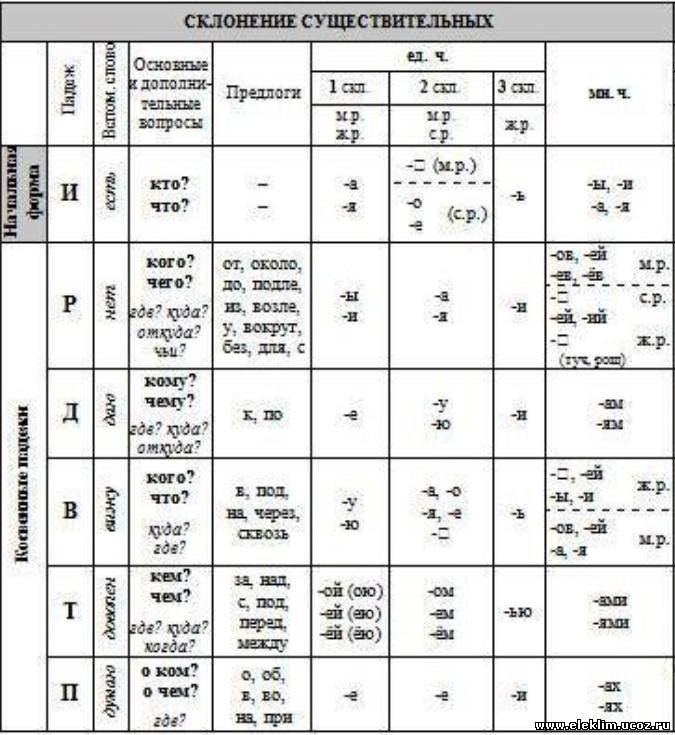 СКЛОНЕНИЕ СУЩЕСТВИТЕЛЬНЫХ
Падеж
Вспом. слово
Основные
и дополни-
тельные
вопросы
Предлоги
ед. ч.
1 скл.
2 скл.
3 скл.
м.р.
ж.р.
м.р.
с.р.
ж.р.
мн. ч.
Начальная
форма
И
есть
кто?
что?
–
–
-а
-я
-□ (м.р.)
-о
-е
(с.р.)
-ь
-ы, -и
-а, -я
Косвенные падежи
Р
нет
кого?
чего?
где? куда?
откуда?
чьи?
от, около,
до, подле,
из, возле,
у, вокруг,
без, для, с
-ы
-и
-а
-я
-и
-ов, -ей
-ев, -ёв
м.р.
-□
с.р.
-ей, -ий
-□
ж.р.
(туч, рощ)
Д
даю
кому?
чему?
где? куда?
откуда?
к, по
-е
-у
-ю
-и
-ам
-ям
В
вижу
кого?
что?
куда?
где?
в, под,
на, через,
сквозь
-у
-ю
-а, -о
-я, -е
-□
-ь
-□, -ей
-ы, -и
ж.р.
-ов, -ей
-а, -я
м.р.
Т
доволен
кем?
чем?
где? куда?
когда?
за, над,
с, под,
перед,
между
-ой (ою)
-ей (ею)
-ёй (ёю)
-ом
-ем
-ём
-ью
-ами
-ями
П
думаю
о ком?
о чем?
где?
о, об,
в, во,
на, при
-е
-е
-и
-ах
-ях
www.eleklim.ucoz.ru